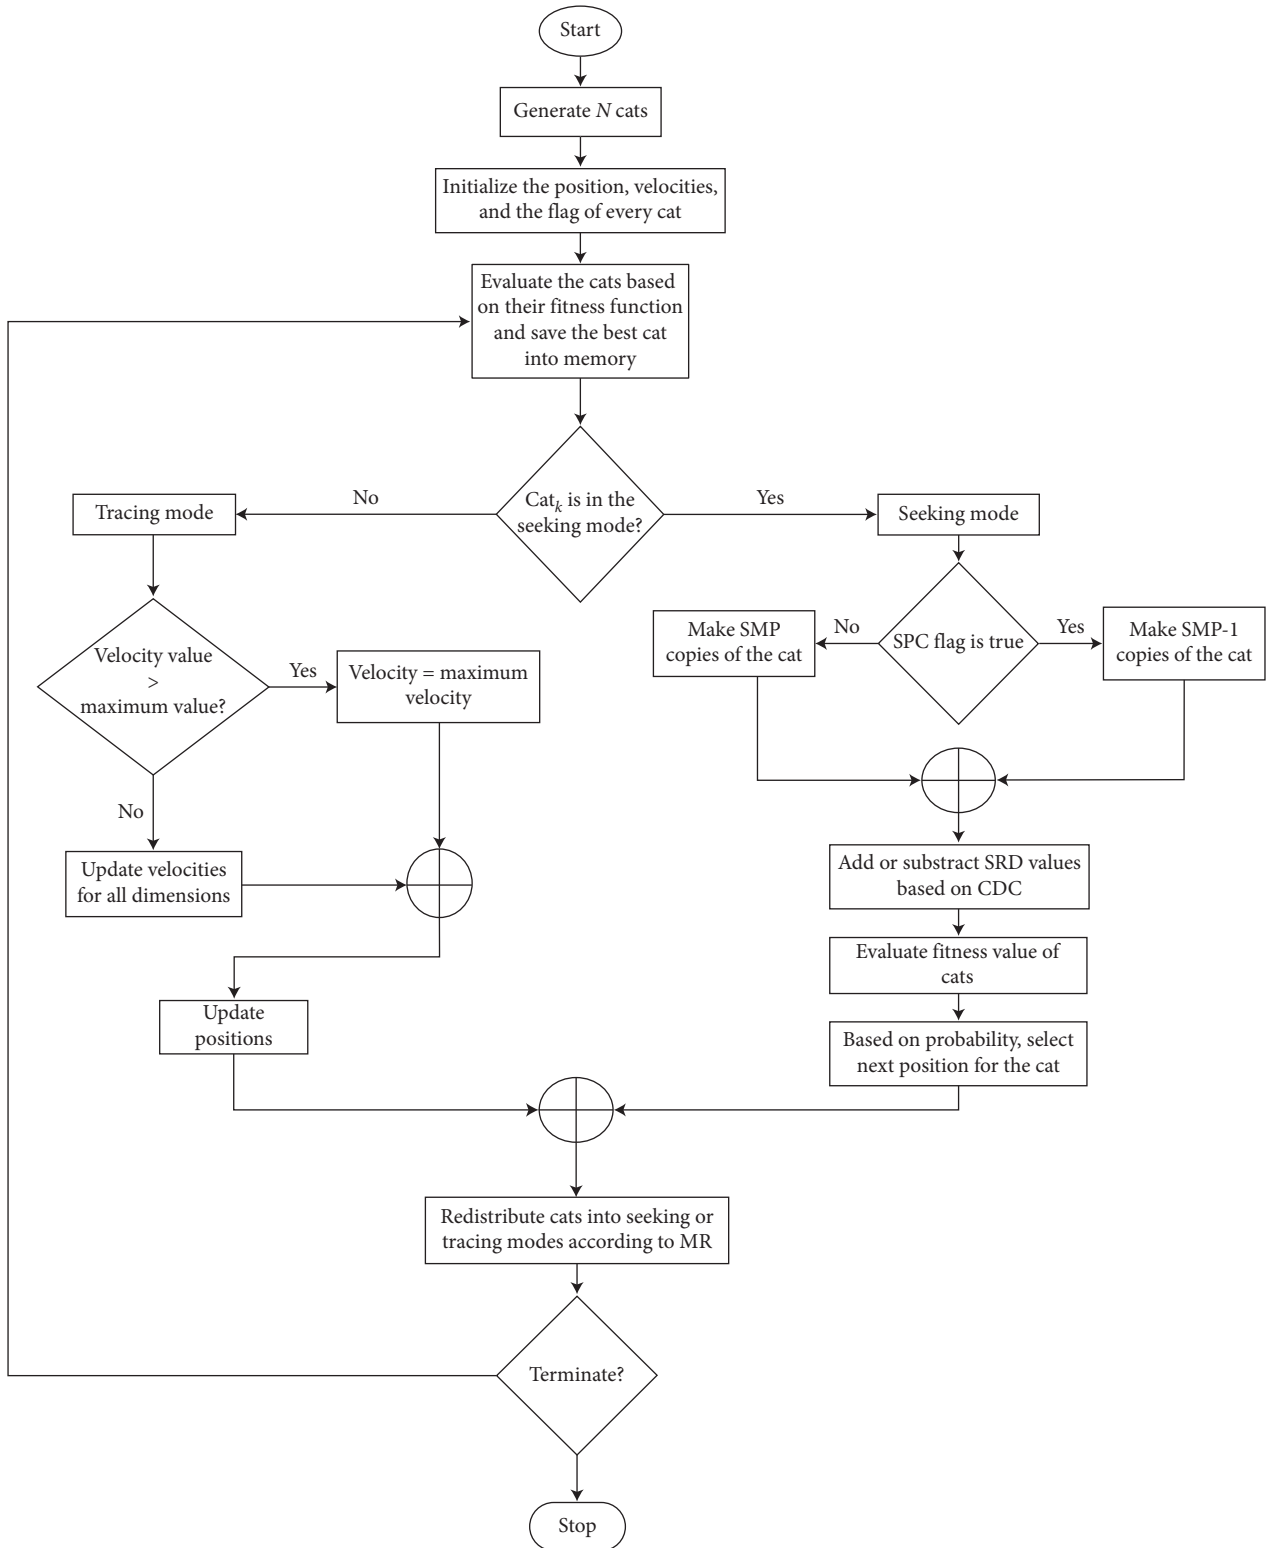 Start
Generate N cats
Initialize the position, velocities,
and the flag of every cat
Evaluate the cats based
on their fitness function
and save the best cat
into memory
Cat_k is in the
seeking mode?
No
Yes
Tracing mode
Seeking mode
Velocity value
>
maximum value?
Yes
Velocity = maximum
velocity
No
Update velocities
for all dimensions
Update
positions
SPC flag is true
No
Yes
Make SMP
copies of the cat
Make SMP-1
copies of the cat
Add or substract SRD values
based on CDC
Evaluate fitness value of
cats
Based on probability, select
next position for the cat
Redistribute cats into seeking or
tracing modes according to MR
Terminate?
Stop